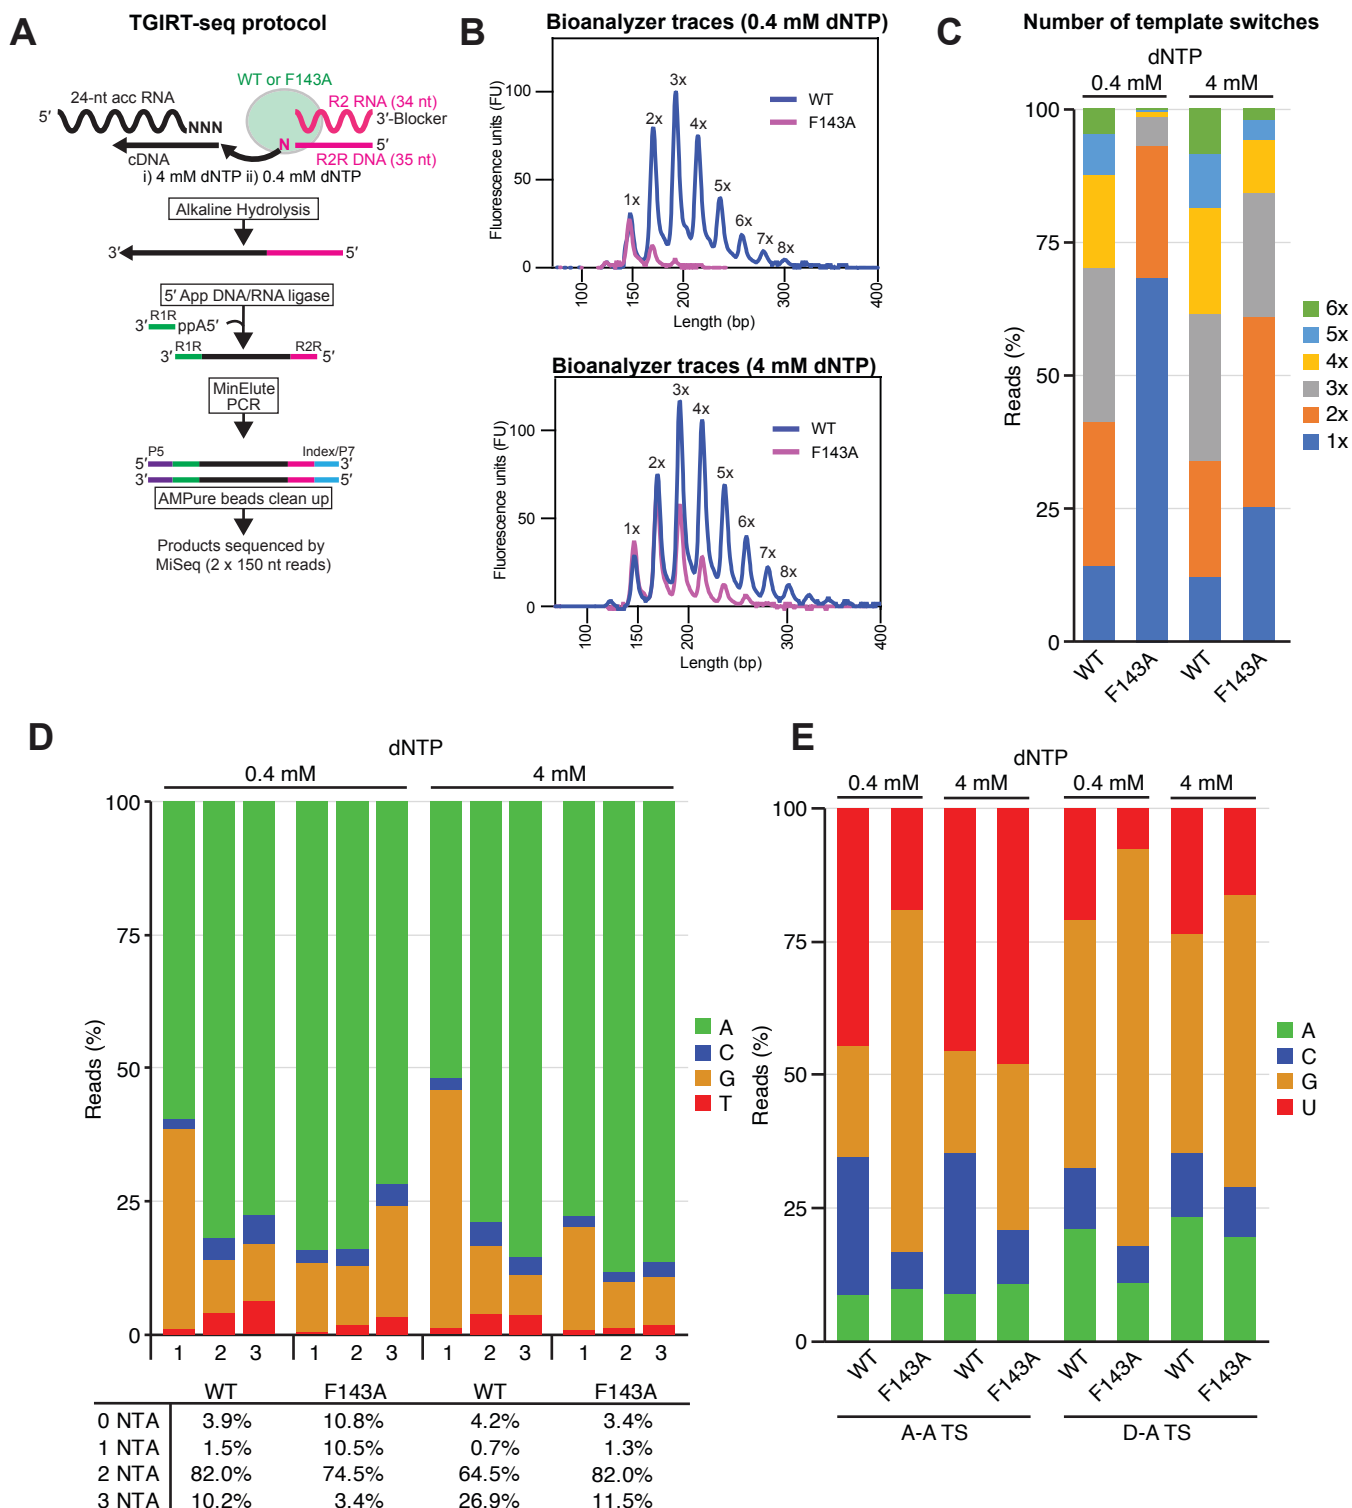 A
TGIRT-seq protocol
WT or F143A
24-nt acc RNA
R2 RNA (34 nt)
5′
3′-Blocker
NNN
N
5′
cDNA
R2R DNA (35 nt)
i) 4 mM dNTP ii) 0.4 mM dNTP
Alkaline Hydrolysis
3′
5′
5′ App DNA/RNA ligase
R1R
3′ ppA5′
R1R
R2R
3′
5′
MinElute
PCR
P5
Index/P7
5′
3′
3′
5′
AMPure beads clean up
Products sequenced by
MiSeq (2 x 150 nt reads)
B
Bioanalyzer traces (0.4 mM dNTP)
Fluorescence units (FU)
100
50
0
1x
2x
3x
4x
5x
6x
7x
8x
WT
F143A
100
150
200
300
400
Length (bp)
Bioanalyzer traces (4 mM dNTP)
Fluorescence units (FU)
100
50
0
1x
2x
3x
4x
5x
6x
7x
8x
WT
F143A
100
150
200
300
400
Length (bp)
C
Number of template switches
dNTP
0.4 mM 4 mM
Reads (%)
100
75
50
25
0
WT
F143A
WT
F143A
6x
5x
4x
3x
2x
1x
D
dNTP
0.4 mM 4 mM
Reads (%)
100
75
50
25
0
A
C
G
T
1 2 3 1 2 3 1 2 3 1 2 3
WT F143A WT F143A
0 NTA 3.9% 10.8% 4.2% 3.4%
1 NTA 1.5% 10.5% 0.7% 1.3%
2 NTA 82.0% 74.5% 64.5% 82.0%
3 NTA 10.2% 3.4% 26.9% 11.5%
E
dNTP
0.4 mM 4 mM 0.4 mM 4 mM
Reads (%)
100
75
50
25
0
A
C
G
U
WT
F143A
WT
F143A
WT
F143A
WT
F143A
A-A TS
D-A TS